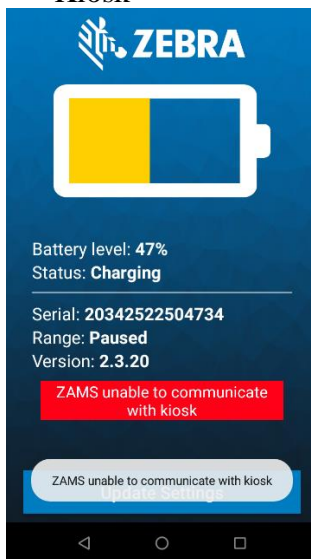 Kiosk
ZEBRA
Battery level: 47%
Status: Charging
Serial: 20342522504734
Range: Paused
Version: 2.3.20
ZAMS unable to communicate
with kiosk
ZAMS unable to communicate with kiosk
Update Settings